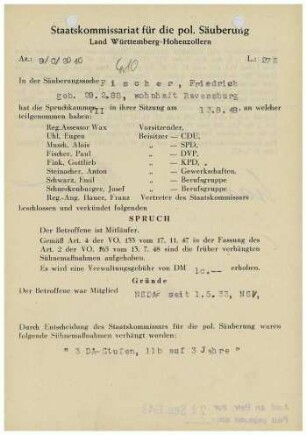 Staatskommissariat für die pol. Säuberung
Land Württemberg-Hohenzollern
Az.: 9/C/ 10
L.:
410
In der Säuberungssache Fischer, Friedrich
geb. 29.2.88, wohnhaft Ravensburg
hat die Spruchkammer VI in ihrer Sitzung am 13.8.48. an welcher
teilgenommen haben:
Reg.Assessor Wax Vorsitzender,
Uhl, Eugen Beisitzer — CDU,
Musch, Alois „ — SPD,
Fischer, Paul „ — DVP,
Fink, Gottlieb „ — KPD,
Steinacher, Anton „ — Gewerkschaften,
Schwarz, Emil „ — Berufsgruppe
Schneckenburger, Josef „ — Berufsgruppe
Reg.-Ang. Hauer, Franz Vertreter des Staatskommissars
beschlossen und verkündet folgenden
SPRUCH
Der Betroffene ist Mitläufer.
Gemäß Art. 4 der VO. 133 vom 17. 11. 47 in der Fassung des
Art. 2 der VO. 165 vom 13. 7. 48 sind die früher verhängten
Sühnemaßnahmen aufgehoben.
Es wird eine Verwaltungsgebühr von DM 10.-- erhoben.
Gründe
Der Betroffene war Mitglied NSDAP seit 1.5.33, NSV,
Durch Entscheidung des Staatskommissars für die pol. Säuberung waren
folgende Sühnemaßnahmen verhängt worden:
" 3 DA-Stufen, 11b auf 3 Jahre "